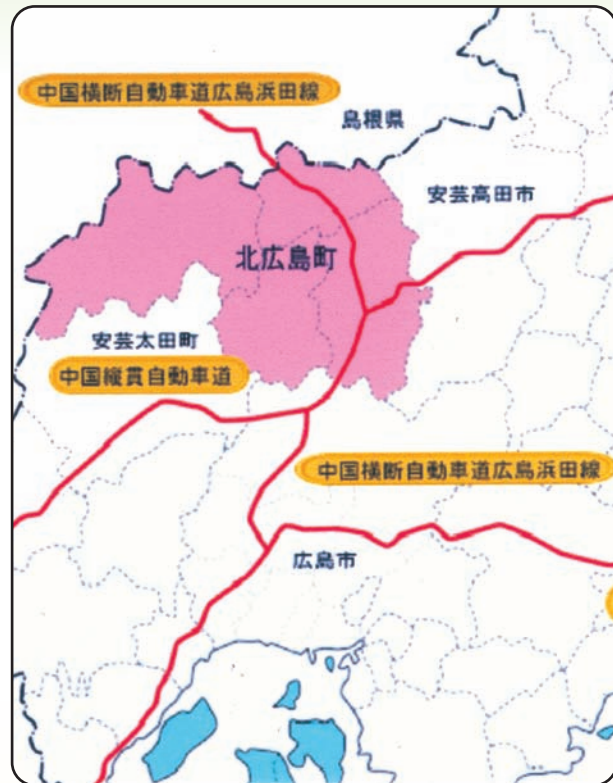 中国横断自動車道広島浜田線
島根県
安芸高田市
北広島町
安芸太田町
中国縦貫自動車道
中国横断自動車道広島浜田線
広島市